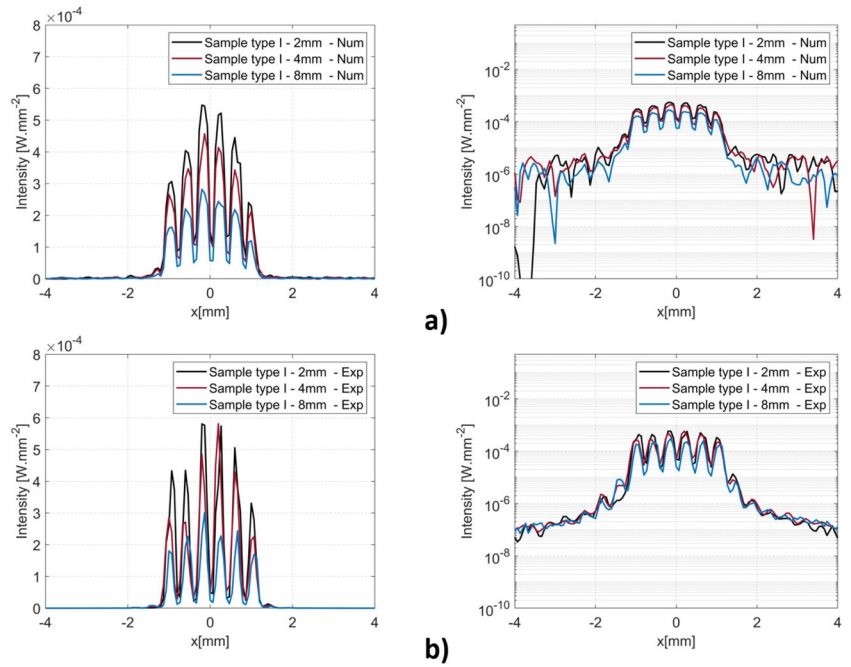 ×10⁻⁴
8
7
6
5
4
3
2
1
0
Intensity [W.mm⁻²]
Sample type I - 2mm - Num
Sample type I - 4mm - Num
Sample type I - 8mm - Num
-4 -2 0 2 4
x[mm]
10⁻²
10⁻⁴
10⁻⁶
10⁻⁸
10⁻¹⁰
Intensity [W.mm⁻²]
Sample type I - 2mm - Num
Sample type I - 4mm - Num
Sample type I - 8mm - Num
-4 -2 0 2 4
x[mm]
a)
×10⁻⁴
8
7
6
5
4
3
2
1
0
Intensity [W.mm⁻²]
Sample type I - 2mm - Exp
Sample type I - 4mm - Exp
Sample type I - 8mm - Exp
-4 -2 0 2 4
x[mm]
10⁻²
10⁻⁴
10⁻⁶
10⁻⁸
10⁻¹⁰
Intensity [W.mm⁻²]
Sample type I - 2mm - Exp
Sample type I - 4mm - Exp
Sample type I - 8mm - Exp
-4 -2 0 2 4
x[mm]
b)